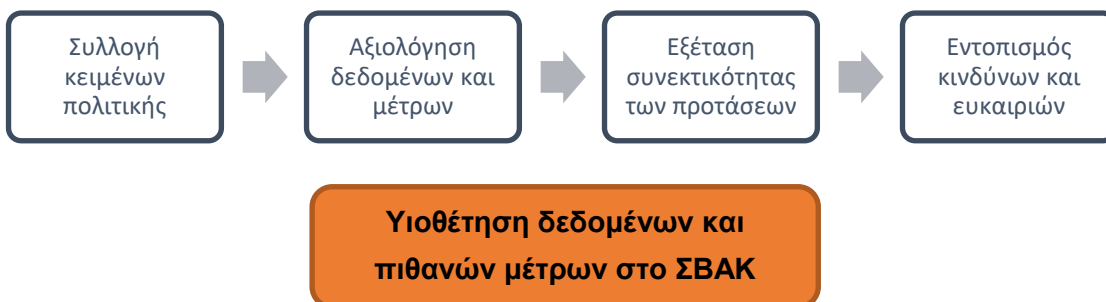 Συλλογή
κειμένων
πολιτικής
Αξιολόγηση
δεδομένων και
μέτρων
Εξέταση
συνεκτικότητας
των προτάσεων
Εντοπισμός
κινδύνων και
ευκαιριών
Υιοθέτηση δεδομένων και
πιθανών μέτρων στο ΣΒΑΚ